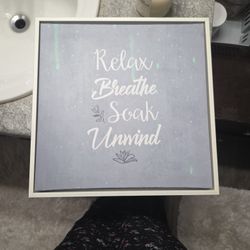 Relax
Breathe
Soak
Unwind